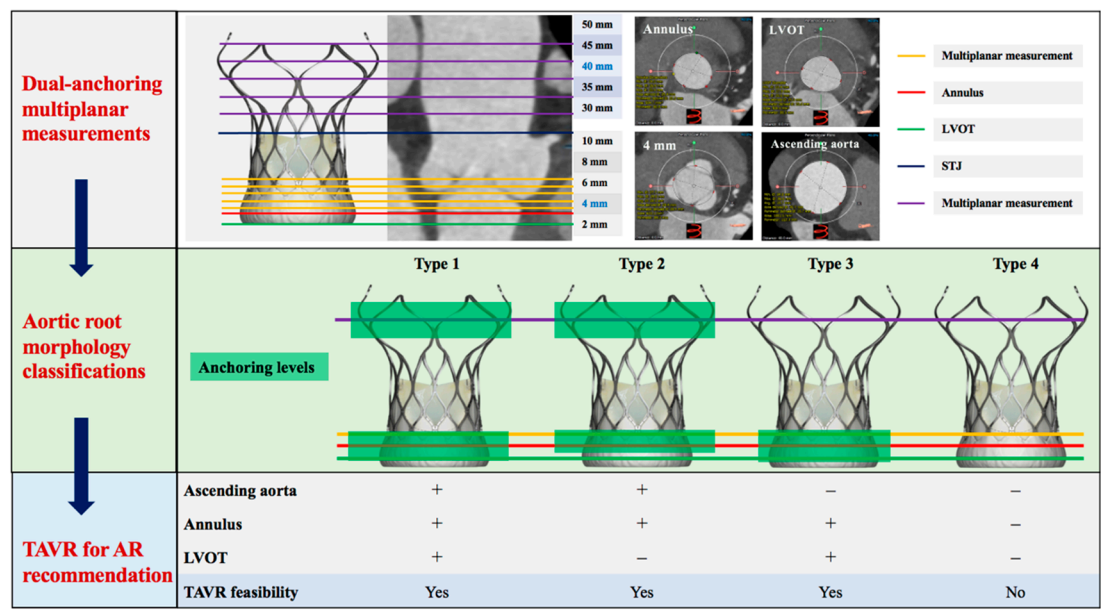 Dual-anchoring
multiplanar
measurements
50 mm
45 mm
40 mm
35 mm
30 mm
10 mm
8 mm
6 mm
4 mm
2 mm
Annulus
LVOT
4 mm
Ascending aorta
Multiplanar measurement
Annulus
LVOT
STJ
Multiplanar measurement
Aortic root
morphology
classifications
Type 1 Type 2 Type 3 Type 4
Anchoring levels
TAVR for AR
recommendation
Ascending aorta + + – –
Annulus + + + –
LVOT + – + –
TAVR feasibility Yes Yes Yes No